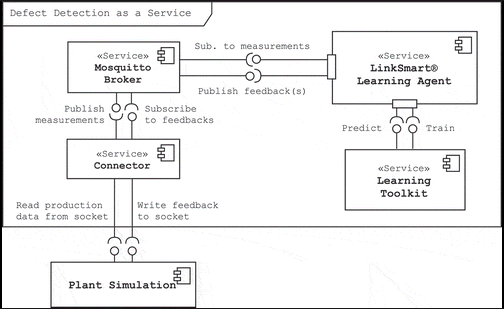 Defect Detection as a Service
Sub. to measurements
«Service»
Mosquitto
Broker
«Service»
LinkSmart®
Learning Agent
Publish feedback(s)
Publish
measurements
Subscribe
to feedbacks
Predict
Train
«Service»
Connector
«Service»
Learning
Toolkit
Read production
data from socket
Write feedback
to socket
Plant Simulation